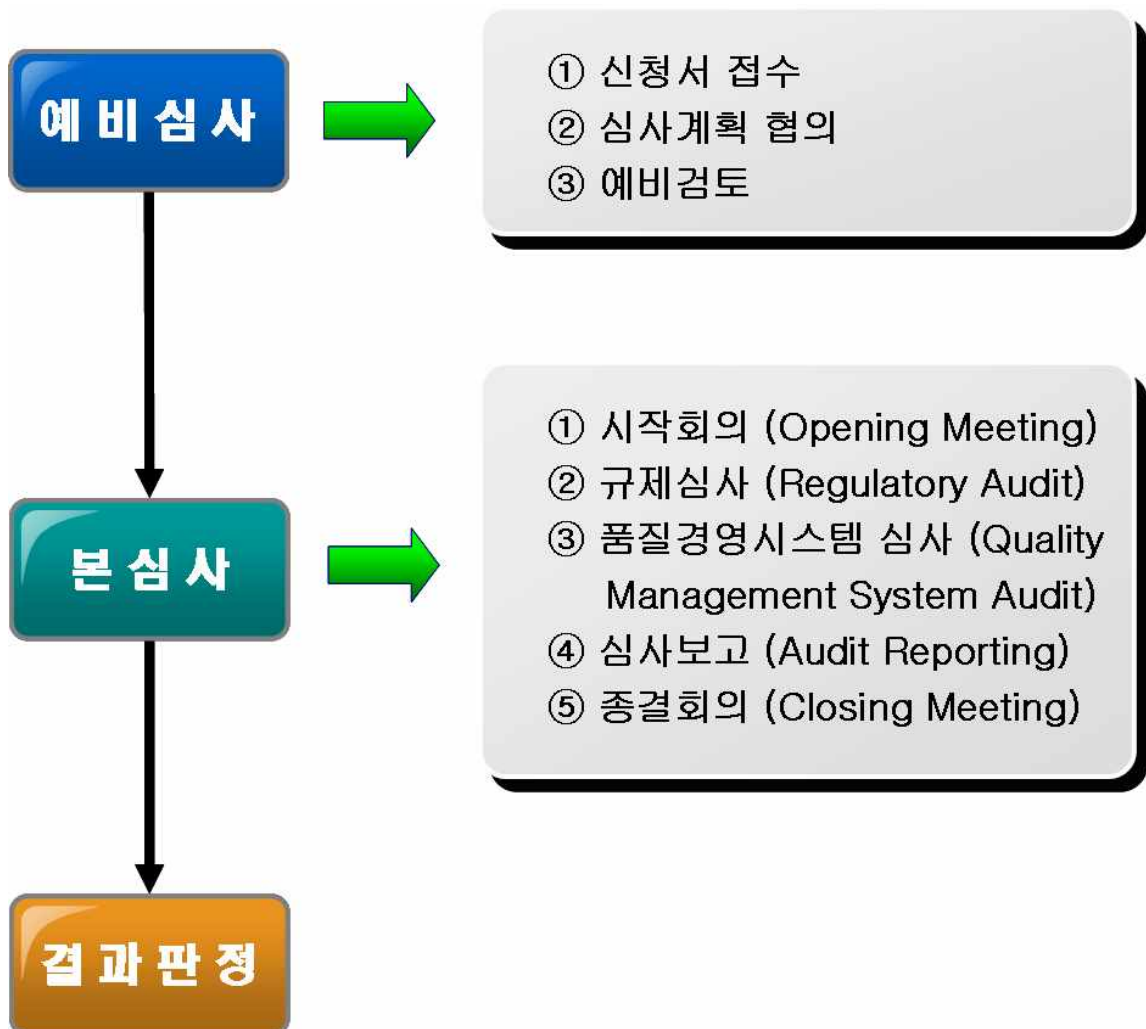 예비심사
① 신청서 접수
② 심사계획 협의
③ 예비검토
본심사
① 시작회의 (Opening Meeting)
② 규제심사 (Regulatory Audit)
③ 품질경영시스템 심사 (Quality
Management System Audit)
④ 심사보고 (Audit Reporting)
⑤ 종결회의 (Closing Meeting)
결과판정